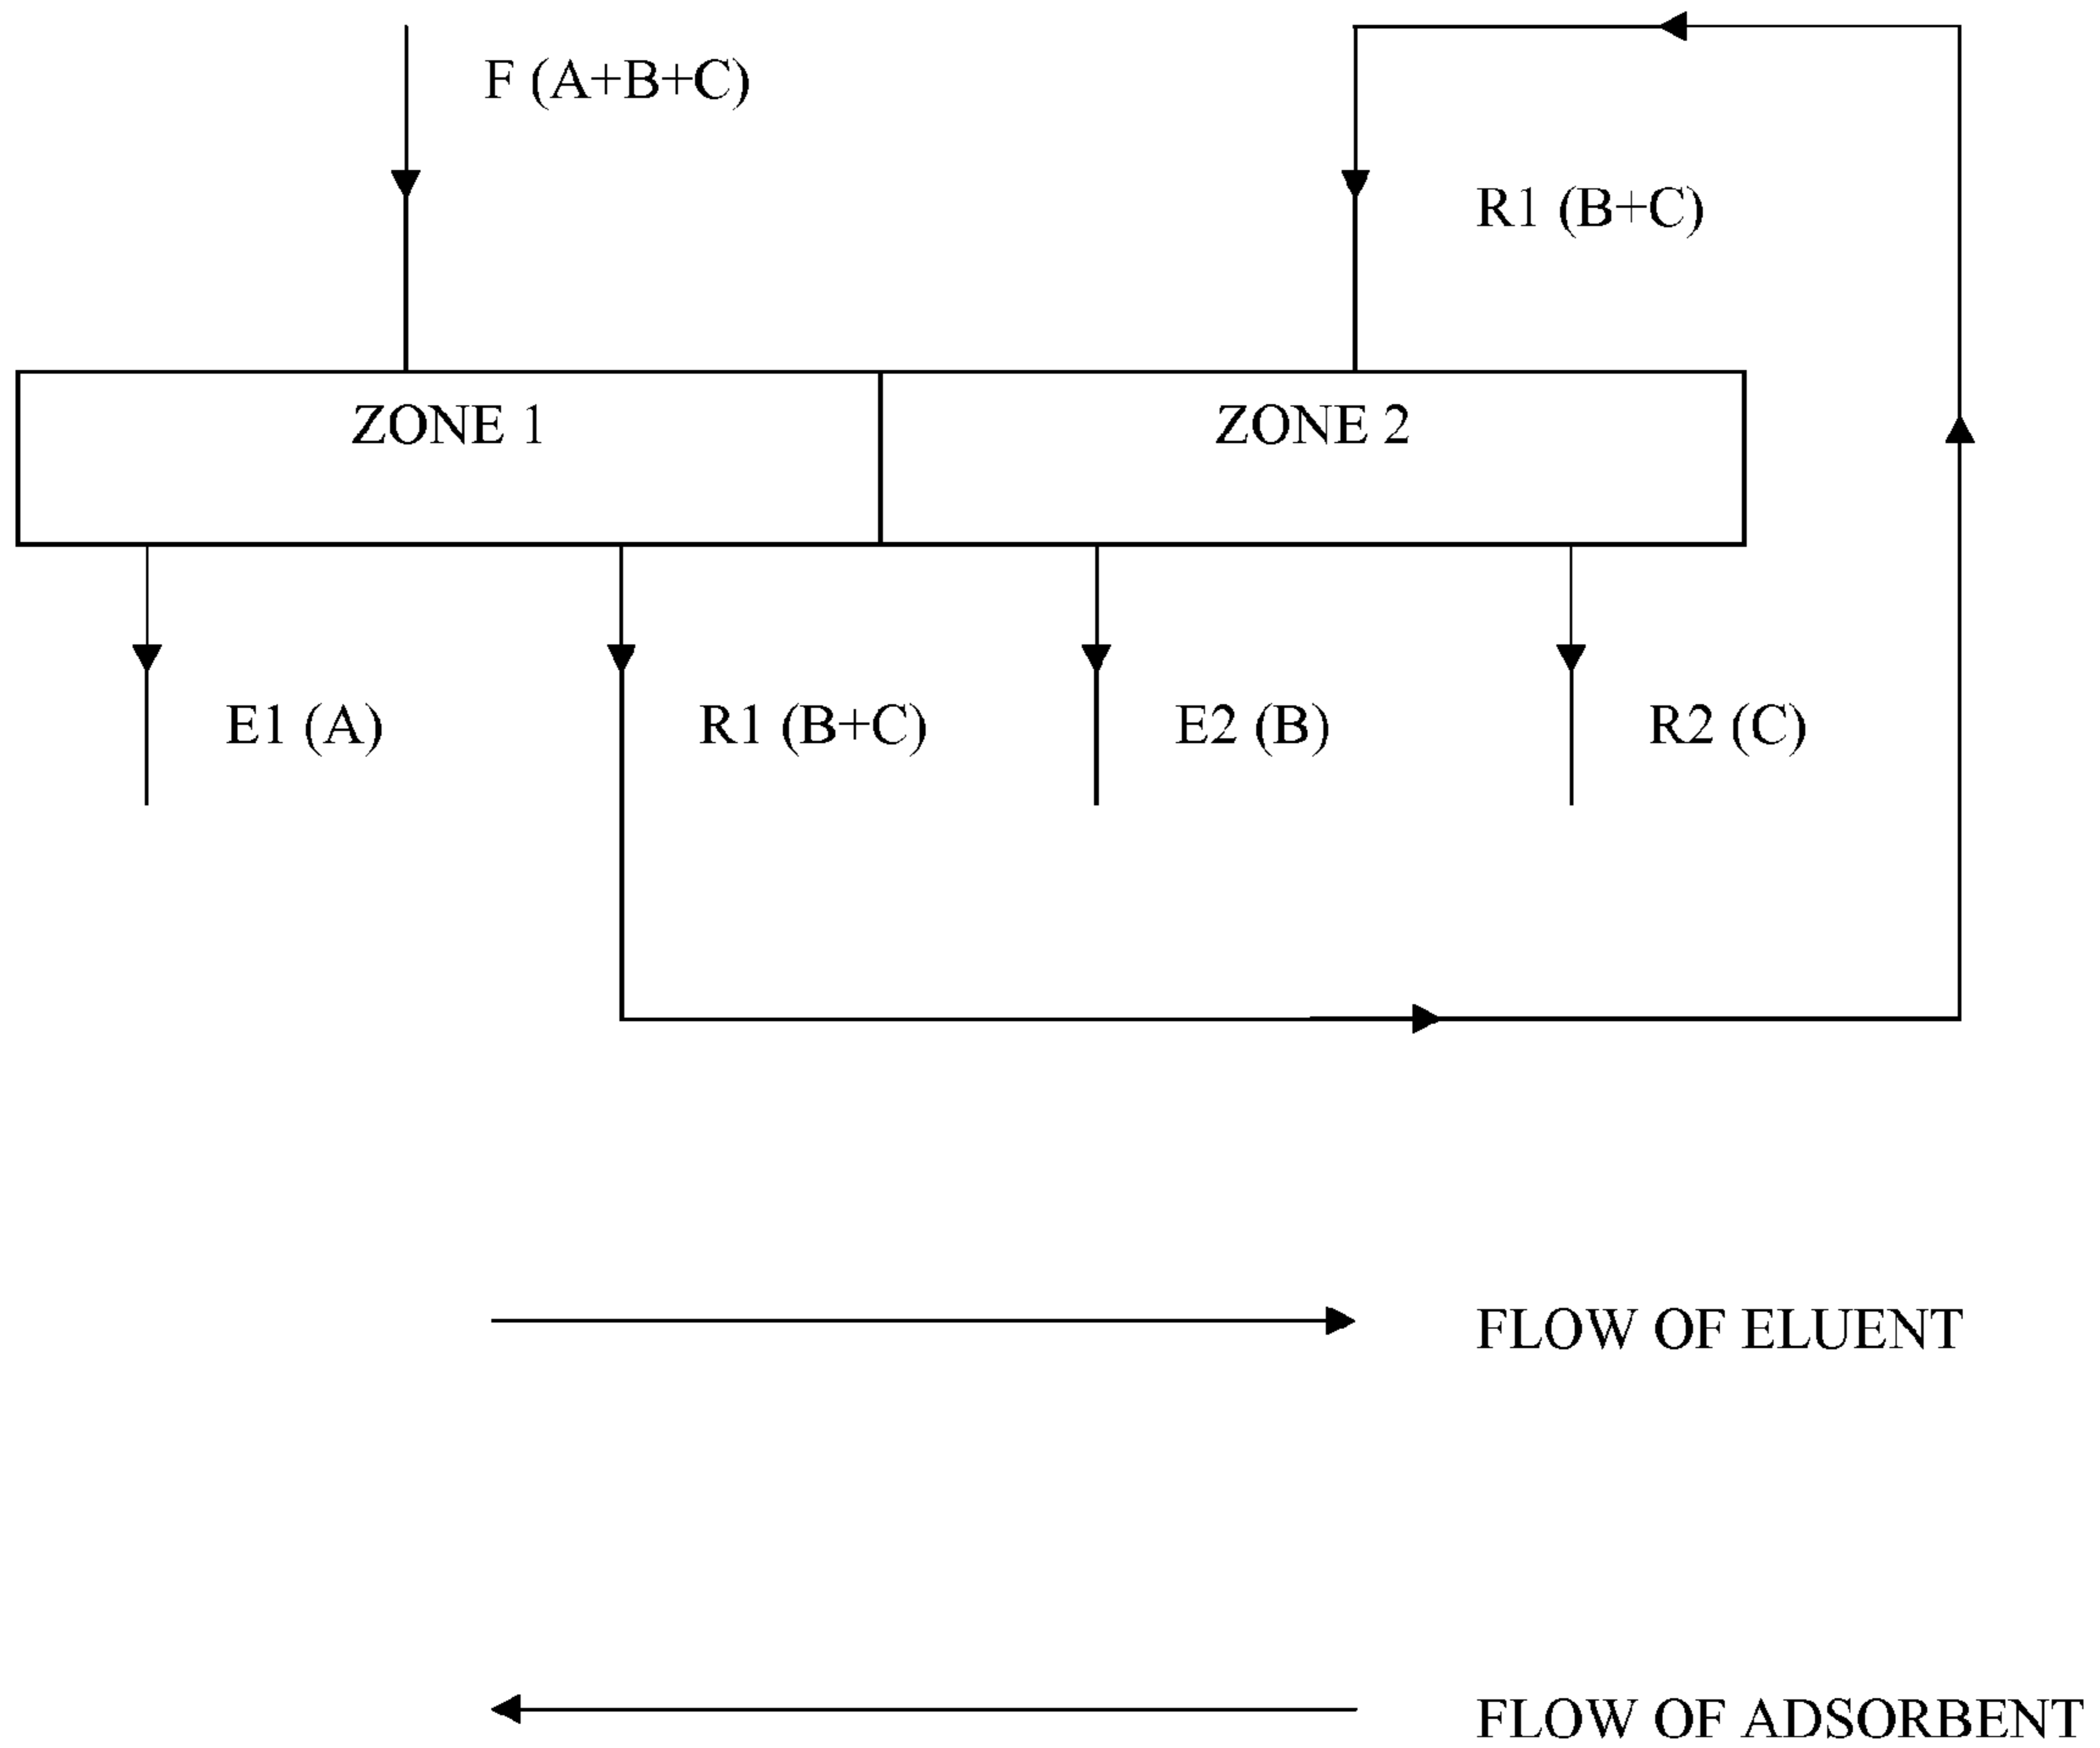 F (A+B+C)
R1 (B+C)
ZONE 1
ZONE 2
E1 (A)
R1 (B+C)
E2 (B)
R2 (C)
FLOW OF ELUENT
FLOW OF ADSORBENT